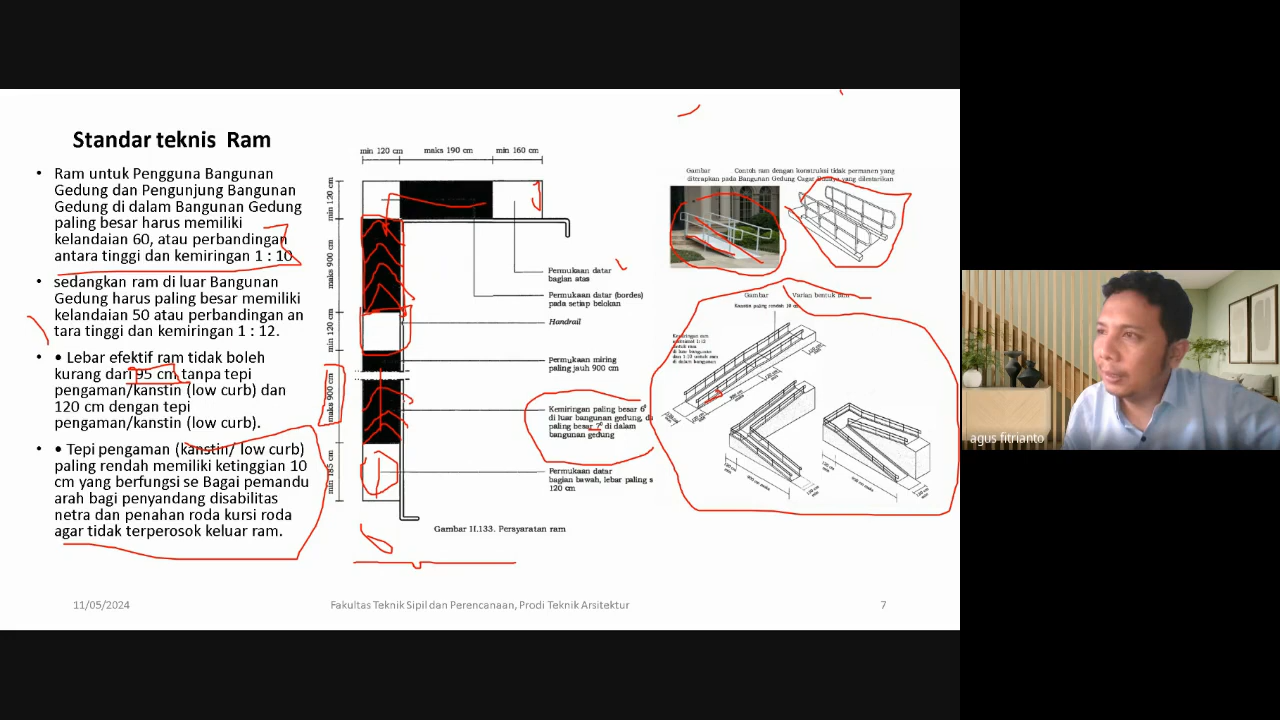 Standar teknis Ram
• Ram untuk Pengguna Bangunan
Gedung dan Pengunjung Bangunan
Gedung di dalam Bangunan Gedung
paling besar harus memiliki
kelandaian 60, atau perbandingan
antara tinggi dan kemiringan 1 : 10
• sedangkan ram di luar Bangunan
Gedung harus paling besar memiliki
kelandaian 50 atau perbandingan an
tara tinggi dan kemiringan 1 : 12.
• • Lebar efektif ram tidak boleh
kurang dari 95 cm tanpa tepi
pengaman/kanstin (low curb) dan
120 cm dengan tepi
pengaman/kanstin (low curb).
• • Tepi pengaman (kanstin/ low curb)
paling rendah memiliki ketinggian 10
cm yang berfungsi se Bagai pemandu
arah bagi penyandang disabilitas
netra dan penahan roda kursi roda
agar tidak terperosok keluar ram.
min 120 cm maks 190 cm min 160 cm
min 120 cm
maks 900 cm
min 120 cm
maks 900 cm
min 185 cm
Permukaan datar
bagian atas
Permukaan datar (bordes)
pada setiap belokan
Handrail
Permukaan miring
paling jauh 900 cm
Kemiringan paling besar 6⁰
di luar bangunan gedung, d
paling besar 7⁰ di dalam
bangunan gedung
Permukaan datar
bagian bawah, lebar paling s
120 cm
Gambar II.133. Persyaratan ram
Gambar Contoh ram dengan konstruksi tidak permanen yang
diterapkan pada Bangunan Gedung Cagar Budaya yang dilestarikan
Gambar Varian bentuk ram
11/05/2024 Fakultas Teknik Sipil dan Perencanaan, Prodi Teknik Arsitektur 7
agus fitrianto